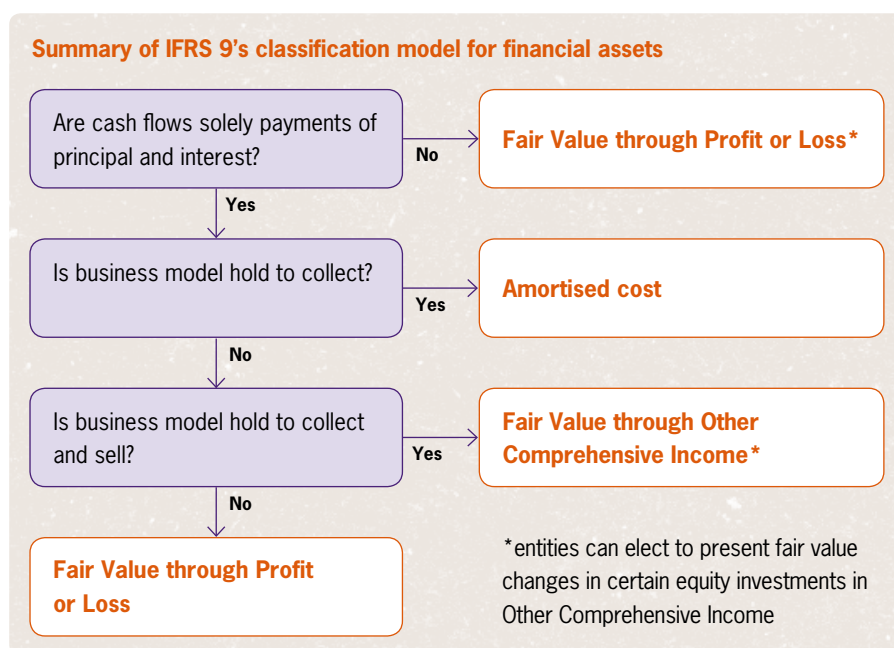 Summary of IFRS 9's classification model for financial assets
Are cash flows solely payments of
principal and interest?
No
Fair Value through Profit or Loss*
Yes
Is business model hold to collect?
Yes
Amortised cost
No
Is business model hold to collect
and sell?
Yes
Fair Value through Other
Comprehensive Income*
No
Fair Value through Profit
or Loss
*entities can elect to present fair value
changes in certain equity investments in
Other Comprehensive Income